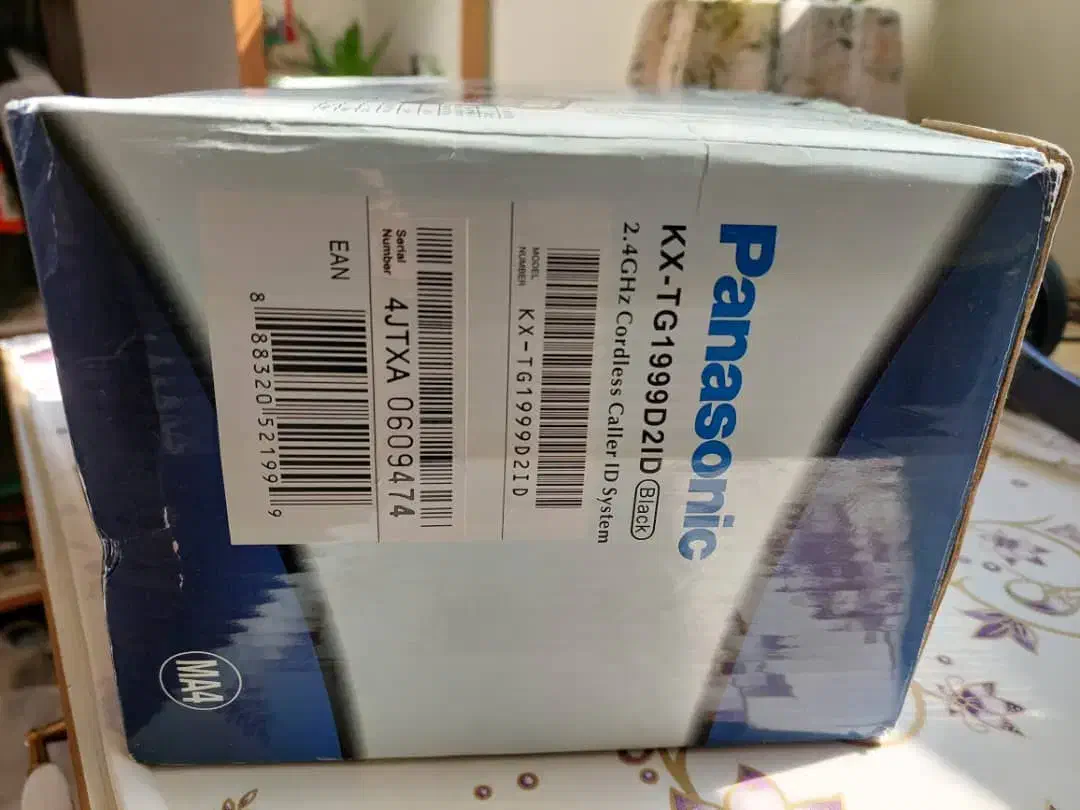 Panasonic
KX-TG1999D2ID Black
2.4GHz Cordless Caller ID System
MODEL
NUMBER
KX-TG1999D2ID
Serial
Number
4JTXA 0609474
EAN
8 88320 52199 9
MA4